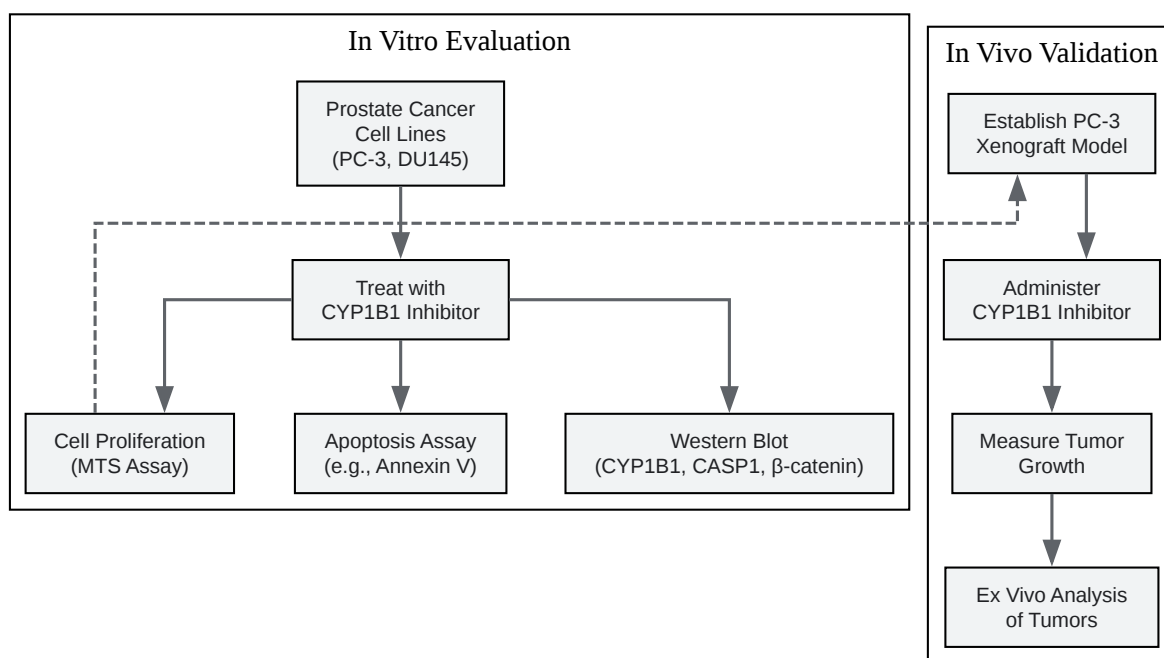 In Vitro Evaluation
Prostate Cancer
Cell Lines
(PC-3, DU145)
Treat with
CYP1B1 Inhibitor
Cell Proliferation
(MTS Assay)
Apoptosis Assay
(e.g., Annexin V)
Western Blot
(CYP1B1, CASP1, β-catenin)
In Vivo Validation
Establish PC-3
Xenograft Model
Administer
CYP1B1 Inhibitor
Measure Tumor
Growth
Ex Vivo Analysis
of Tumors